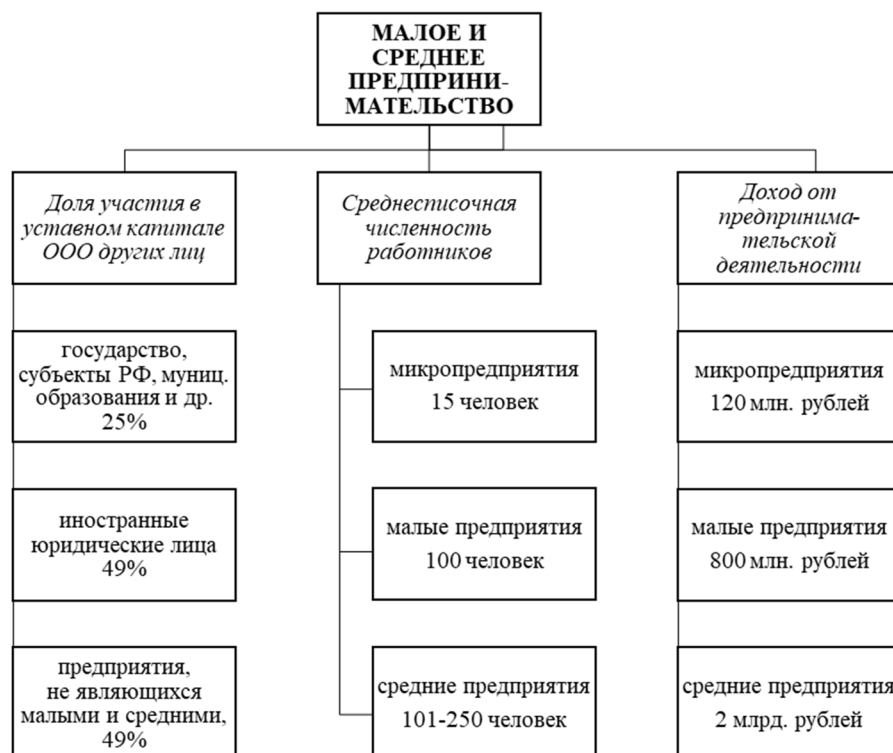 МАЛОЕ И
СРЕДНЕЕ
ПРЕДПРИНИ-
МАТЕЛЬСТВО
Доля участия в
уставном капитале
ООО других лиц
государство,
субъекты РФ, муниц.
образования и др.
25%
иностранные
юридические лица
49%
предприятия,
не являющихся
малыми и средними,
49%
Среднесписочная
численность
работников
микропредприятия
15 человек
малые предприятия
100 человек
средние предприятия
101-250 человек
Доход от
предпринима-
тельской
деятельности
микропредприятия
120 млн. рублей
малые предприятия
800 млн. рублей
средние предприятия
2 млрд. рублей